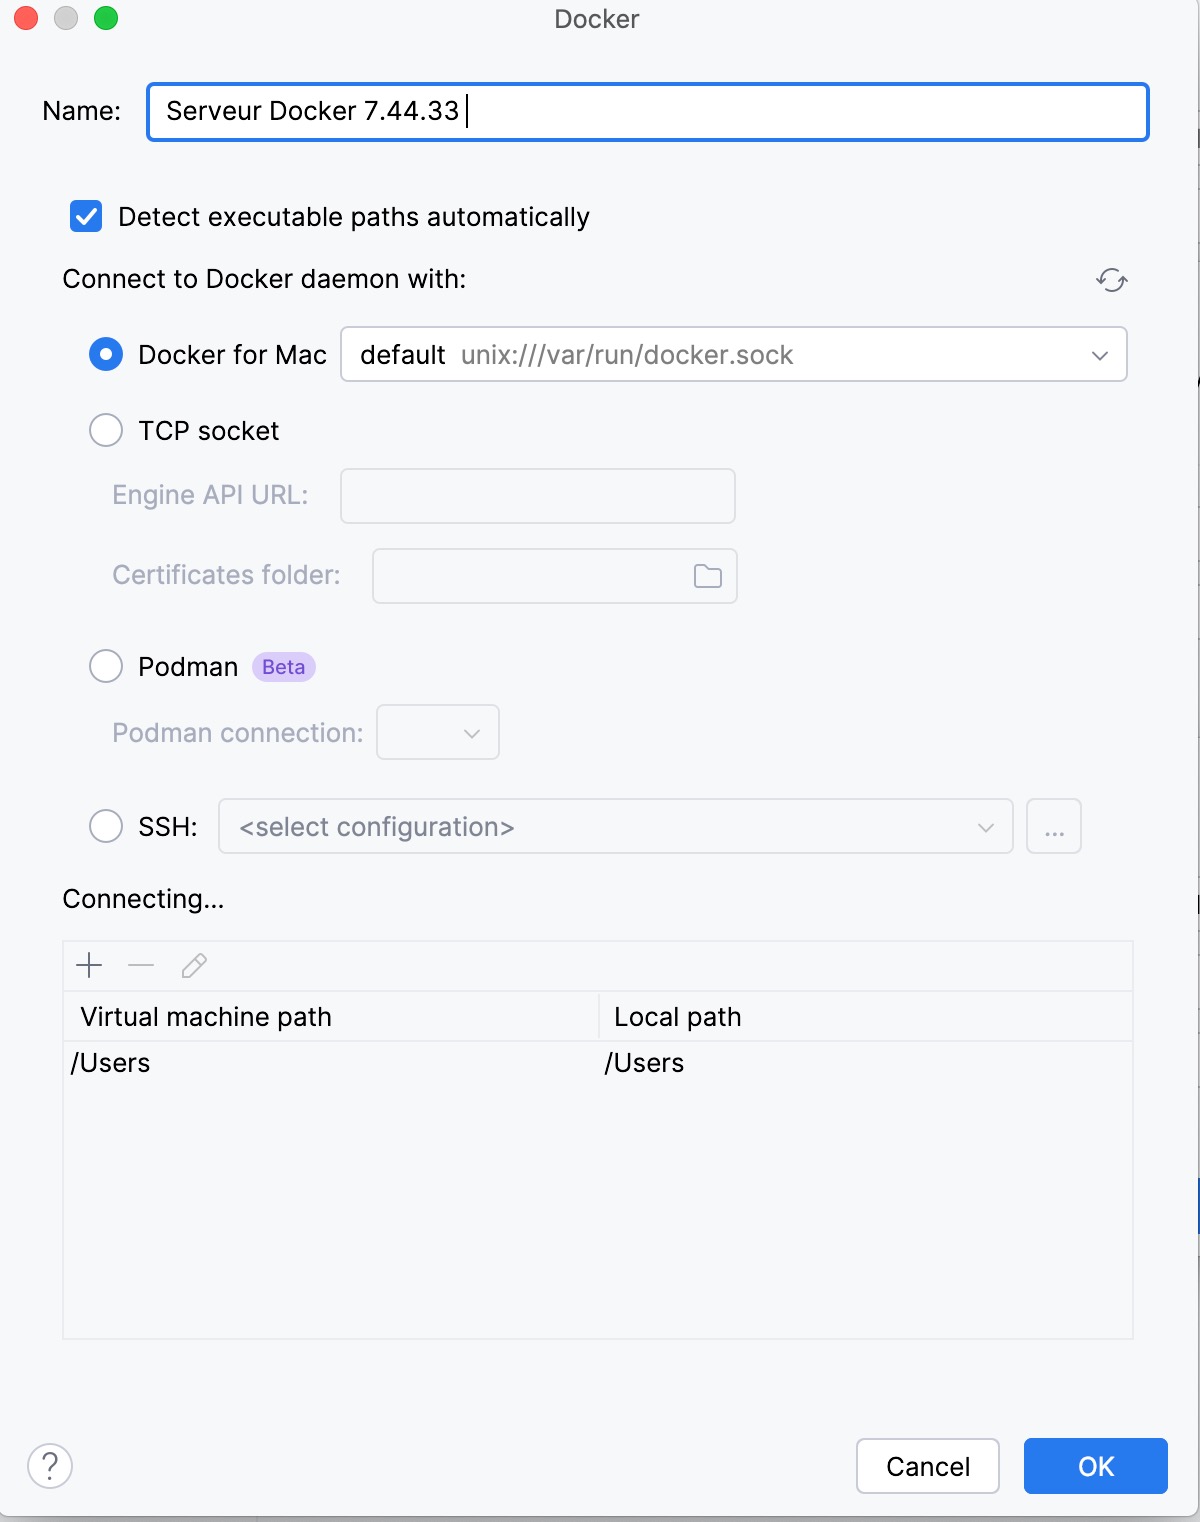 Docker
Name: Serveur Docker 7.44.33
Detect executable paths automatically
Connect to Docker daemon with:
Docker for Mac default unix:///var/run/docker.sock
TCP socket
Engine API URL:
Certificates folder:
Podman Beta
Podman connection:
SSH: <select configuration> ...
Connecting...
Virtual machine path Local path
/Users /Users
? Cancel OK